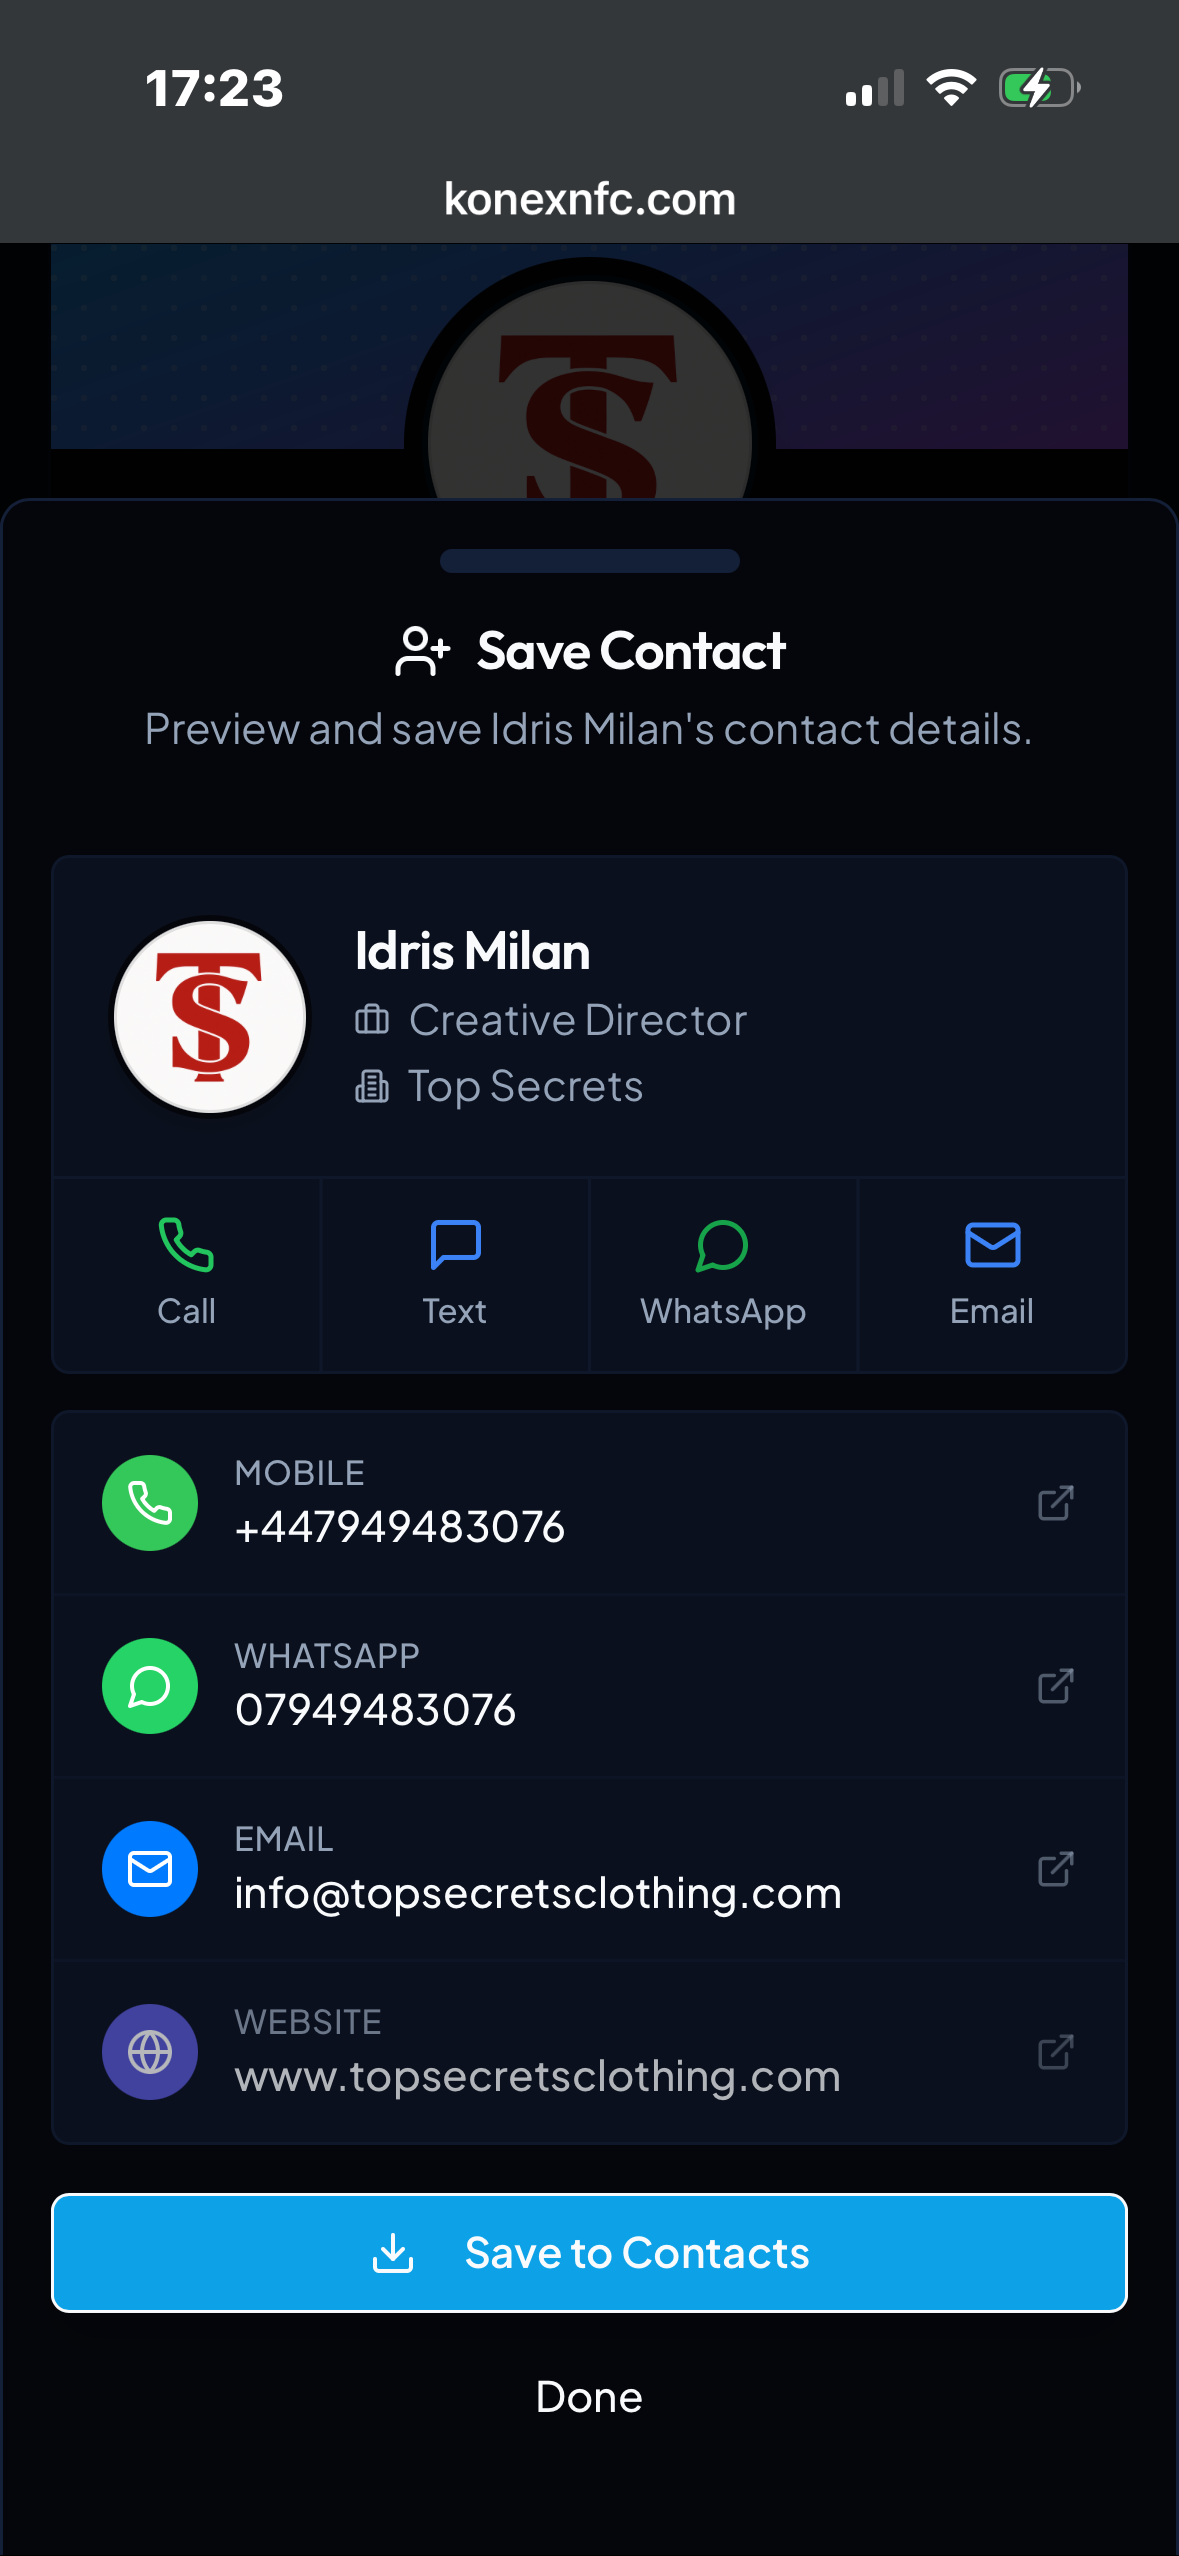 17:23
konexnfc.com
TS
Save Contact
Preview and save Idris Milan's contact details.
TS
Idris Milan
Creative Director
Top Secrets
Call
Text
WhatsApp
Email
MOBILE
+447949483076
WHATSAPP
07949483076
EMAIL
info@topsecretsclothing.com
WEBSITE
www.topsecretsclothing.com
Save to Contacts
Done